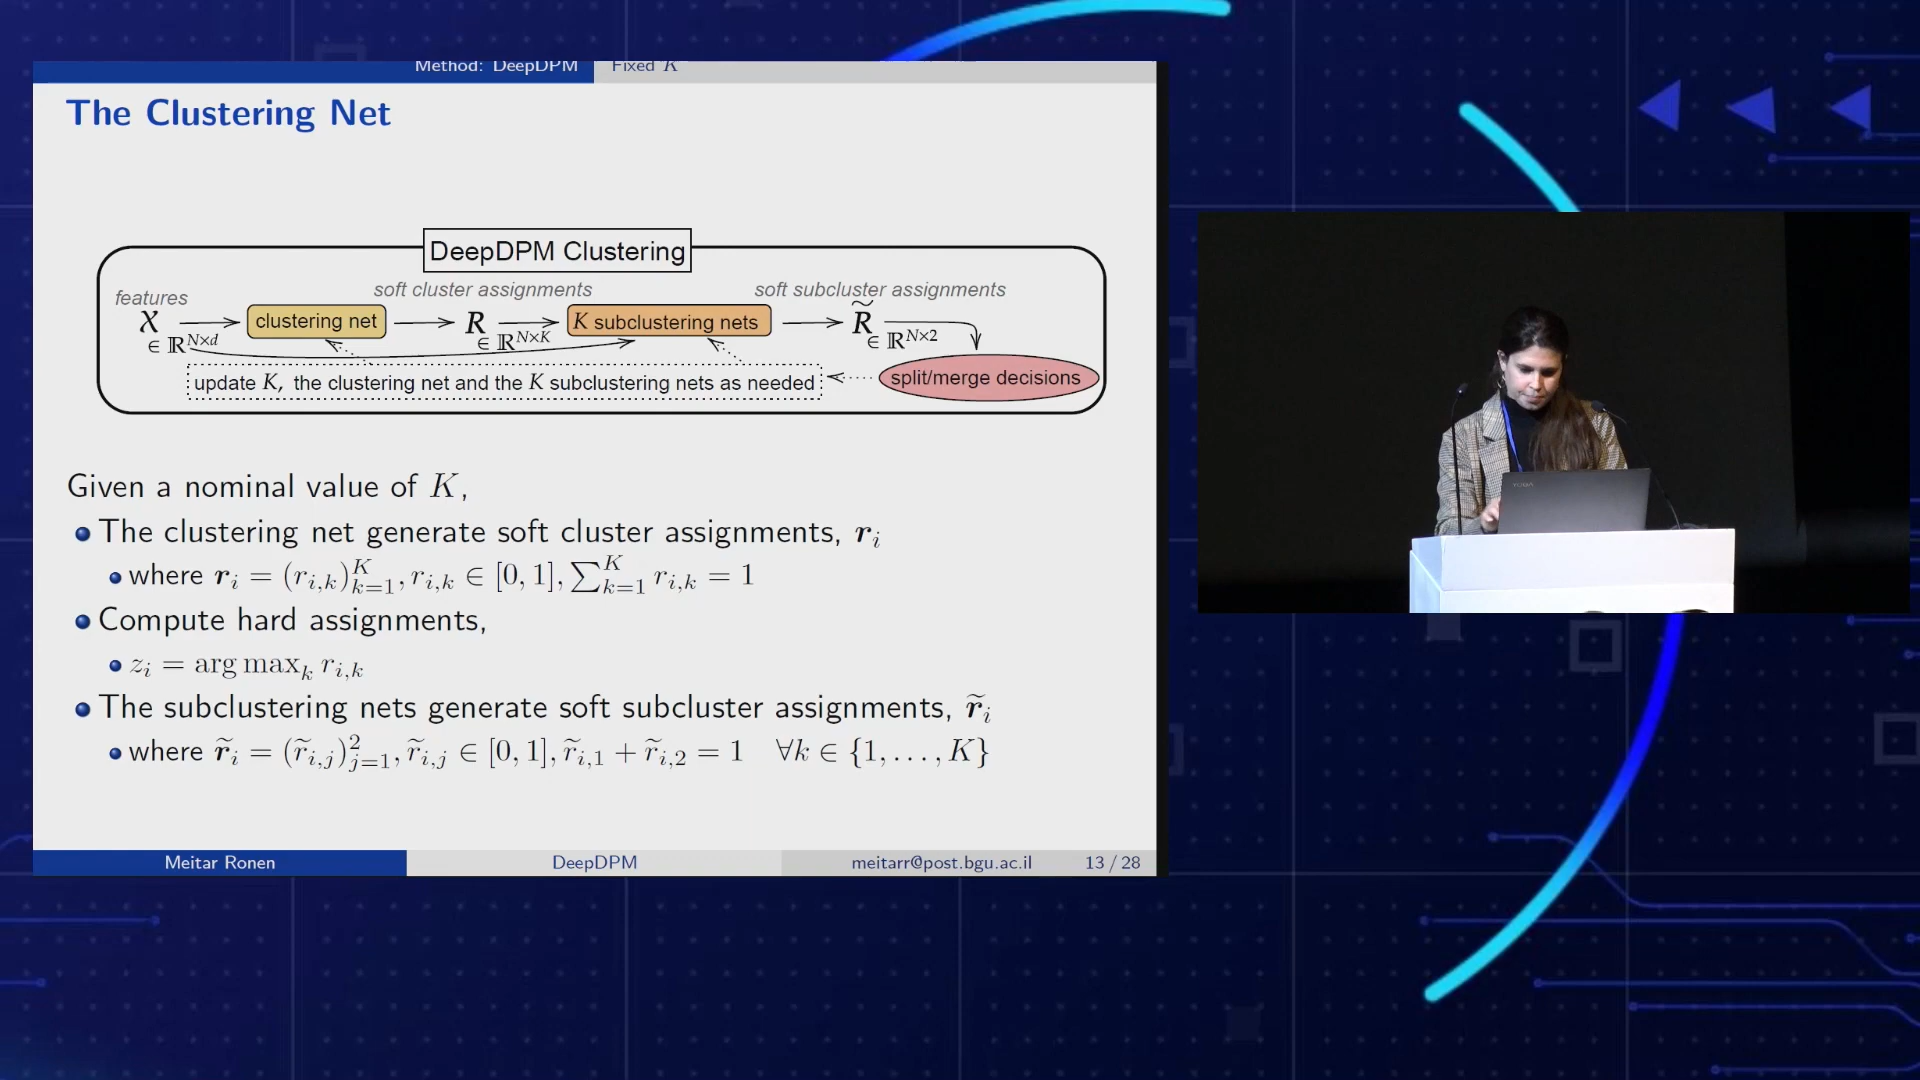 Method: DeepDPM Fixed K
The Clustering Net
DeepDPM Clustering
features
soft cluster assignments
soft subcluster assignments
𝒳 ∈ ℝ^{N×d}
clustering net
R ∈ ℝ^{N×K}
K subclustering nets
R̃ ∈ ℝ^{N×2}
update K, the clustering net and the K subclustering nets as needed
split/merge decisions
Given a nominal value of K,
The clustering net generate soft cluster assignments, r_i
where r_i = (r_{i,k})_{k=1}^{K}, r_{i,k} ∈ [0, 1], ∑_{k=1}^{K} r_{i,k} = 1
Compute hard assignments,
z_i = arg max_k r_{i,k}
The subclustering nets generate soft subcluster assignments, r̃_i
where r̃_i = (r̃_{i,j})_{j=1}^{2}, r̃_{i,j} ∈ [0, 1], r̃_{i,1} + r̃_{i,2} = 1 ∀k ∈ {1, . . . , K}
Meitar Ronen DeepDPM meitarr@post.bgu.ac.il 13 / 28
YOGA